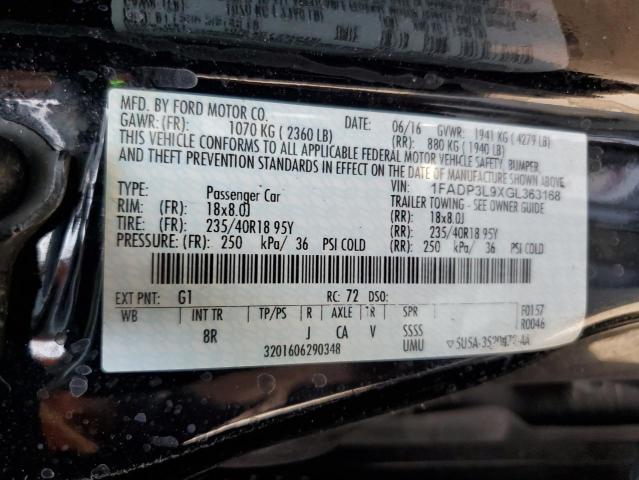 MFD. BY FORD MOTOR CO.
DATE: 06/16 GVWR: 1941 KG ( 4279 LB)
GAWR: (FR): 1070 KG ( 2360 LB) (RR): 880 KG ( 1940 LB)
THIS VEHICLE CONFORMS TO ALL APPLICABLE FEDERAL MOTOR VEHICLE SAFETY, BUMPER,
AND THEFT PREVENTION STANDARDS IN EFFECT ON THE DATE OF MANUFACTURE SHOWN ABOVE.
VIN: 1FADP3L9XGL363168
TYPE: Passenger Car TRAILER TOWING - SEE OWNER GUIDE
RIM: (FR): 18x8.0J (RR): 18x8.0J
TIRE: (FR): 235/40R18 95Y (RR): 235/40R18 95Y
PRESSURE: (FR): 250 kPa/ 36 PSI COLD (RR): 250 kPa/ 36 PSI COLD
EXT PNT: G1 RC: 72 DSO:
WB INT TR TP/PS R AXLE TR SPR F0157
R0046
8R J CA V SSSS
3201606290348 UMU